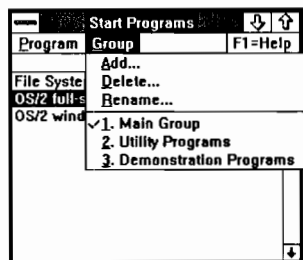 Start Programs
Program Group F1=Help
Add...
File Syste Delete...
OS/2 full-s Rename...
OS/2 wind
✓1. Main Group
2. Utility Programs
3. Demonstration Programs